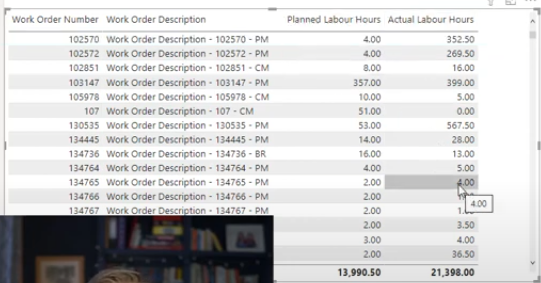 Work Order Number Work Order Description Planned Labour Hours Actual Labour Hours
102570 Work Order Description - 102570 - PM 4.00 352.50
102572 Work Order Description - 102572 - PM 4.00 269.50
102851 Work Order Description - 102851 - CM 8.00 16.00
103147 Work Order Description - 103147 - PM 357.00 399.00
105978 Work Order Description - 105978 - CM 10.00 5.00
107 Work Order Description - 107 - CM 51.00 0.00
130535 Work Order Description - 130535 - PM 53.00 567.50
134445 Work Order Description - 134445 - PM 14.00 28.00
134736 Work Order Description - 134736 - BR 16.00 13.00
134764 Work Order Description - 134764 - PM 4.00 5.00
134765 Work Order Description - 134765 - PM 2.00 4.00
134766 Work Order Description - 134766 - PM 2.00
4.00
134767 Work Order Description - 134767 - PM 2.00
2.00 3.50
3.00 4.00
2.00 36.50
13,990.50 21,398.00